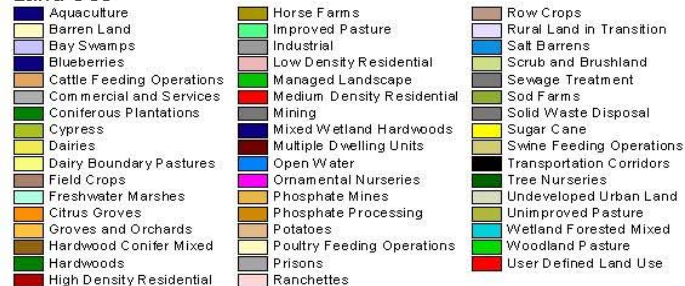 Aquaculture
Barren Land
Bay Swamps
Blueberries
Cattle Feeding Operations
Commercial and Services
Coniferous Plantations
Cypress
Dairies
Dairy Boundary Pastures
Field Crops
Freshwater Marshes
Citrus Groves
Groves and Orchards
Hardwood Conifer Mixed
Hardwoods
High Density Residential
Horse Farms
Improved Pasture
Industrial
Low Density Residential
Managed Landscape
Medium Density Residential
Mining
Mixed Wetland Hardwoods
Multiple Dwelling Units
Open Water
Ornamental Nurseries
Phosphate Mines
Phosphate Processing
Potatoes
Poultry Feeding Operations
Prisons
Ranchettes
Row Crops
Rural Land in Transition
Salt Barrens
Scrub and Brushland
Sewage Treatment
Sod Farms
Solid Waste Disposal
Sugar Cane
Swine Feeding Operations
Transportation Corridors
Tree Nurseries
Undeveloped Urban Land
Unimproved Pasture
Wetland Forested Mixed
Woodland Pasture
User Defined Land Use